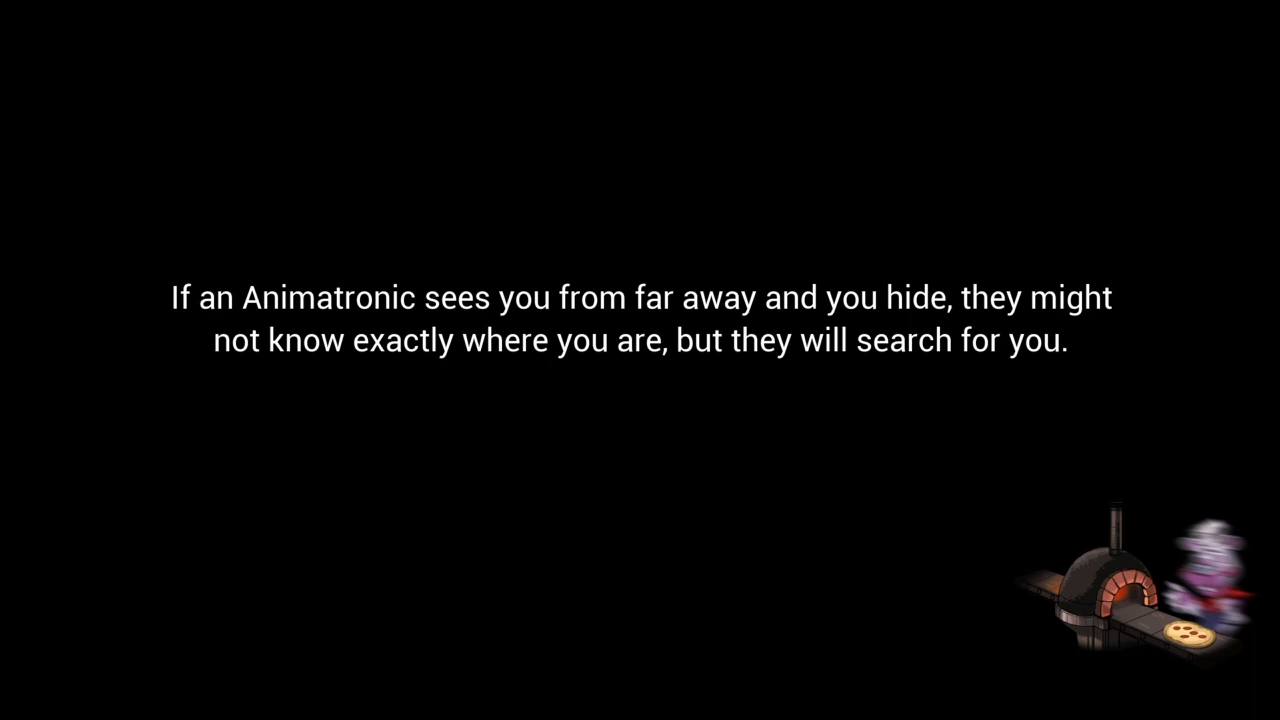 If an Animatronic sees you from far away and you hide, they might
not know exactly where you are, but they will search for you.